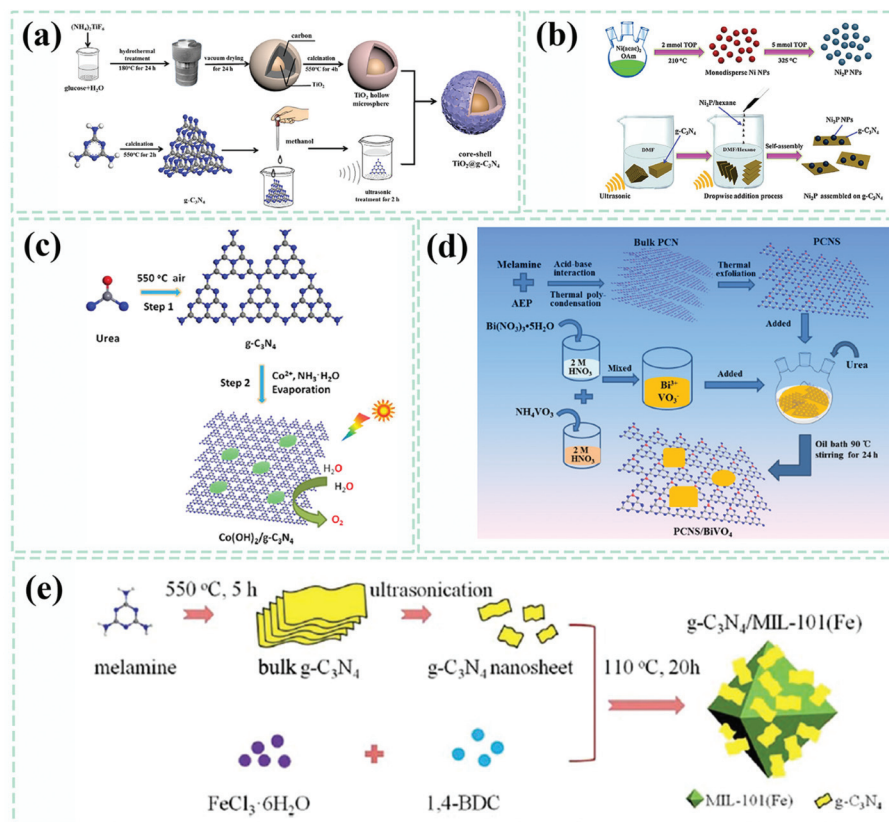 (a)
(NH₄)₂TiF₆
glucose+H₂O
hydrothermal
treatment
180°C for 24 h
vacuum drying
for 24 h
carbon
TiO₂
calcination
550°C for 4h
TiO₂ hollow
microsphere
core-shell
TiO₂@g-C₃N₄
calcination
550°C for 2h
g-C₃N₄
methanol
ultrasonic
treatment for 2 h
(b)
Ni(acac)₂
OAm
2 mmol TOP
210 °C
Monodisperse Ni NPs
5 mmol TOP
325 °C
Ni₂P NPs
g-C₃N₄
DMF
Ultrasonic
Ni₂P/hexane
DMF/Hexane
Dropwise addition process
Self-assembly
Ni₂P NPs
g-C₃N₄
Ni₂P assembled on g-C₃N₄
(c)
Urea
550 °C air
Step 1
g-C₃N₄
Step 2
Co²⁺, NH₃·H₂O
Evaporation
H₂O
H₂O
O₂
Co(OH)₂/g-C₃N₄
(d)
Melamine
AEP
Acid-base
interaction
Thermal poly-
condensation
Bulk PCN
Thermal
exfoliation
PCNS
Added
Bi(NO₃)₃•5H₂O
2 M
HNO₃
NH₄VO₃
2 M
HNO₃
Mixed
Bi³⁺
VO₃⁻
Added
Urea
Oil bath 90 ℃
stirring for 24 h
PCNS/BiVO₄
(e)
melamine
550 °C, 5 h
bulk g-C₃N₄
ultrasonication
g-C₃N₄ nanosheet
FeCl₃·6H₂O
1,4-BDC
110 °C, 20h
g-C₃N₄/MIL-101(Fe)
MIL-101(Fe)
g-C₃N₄